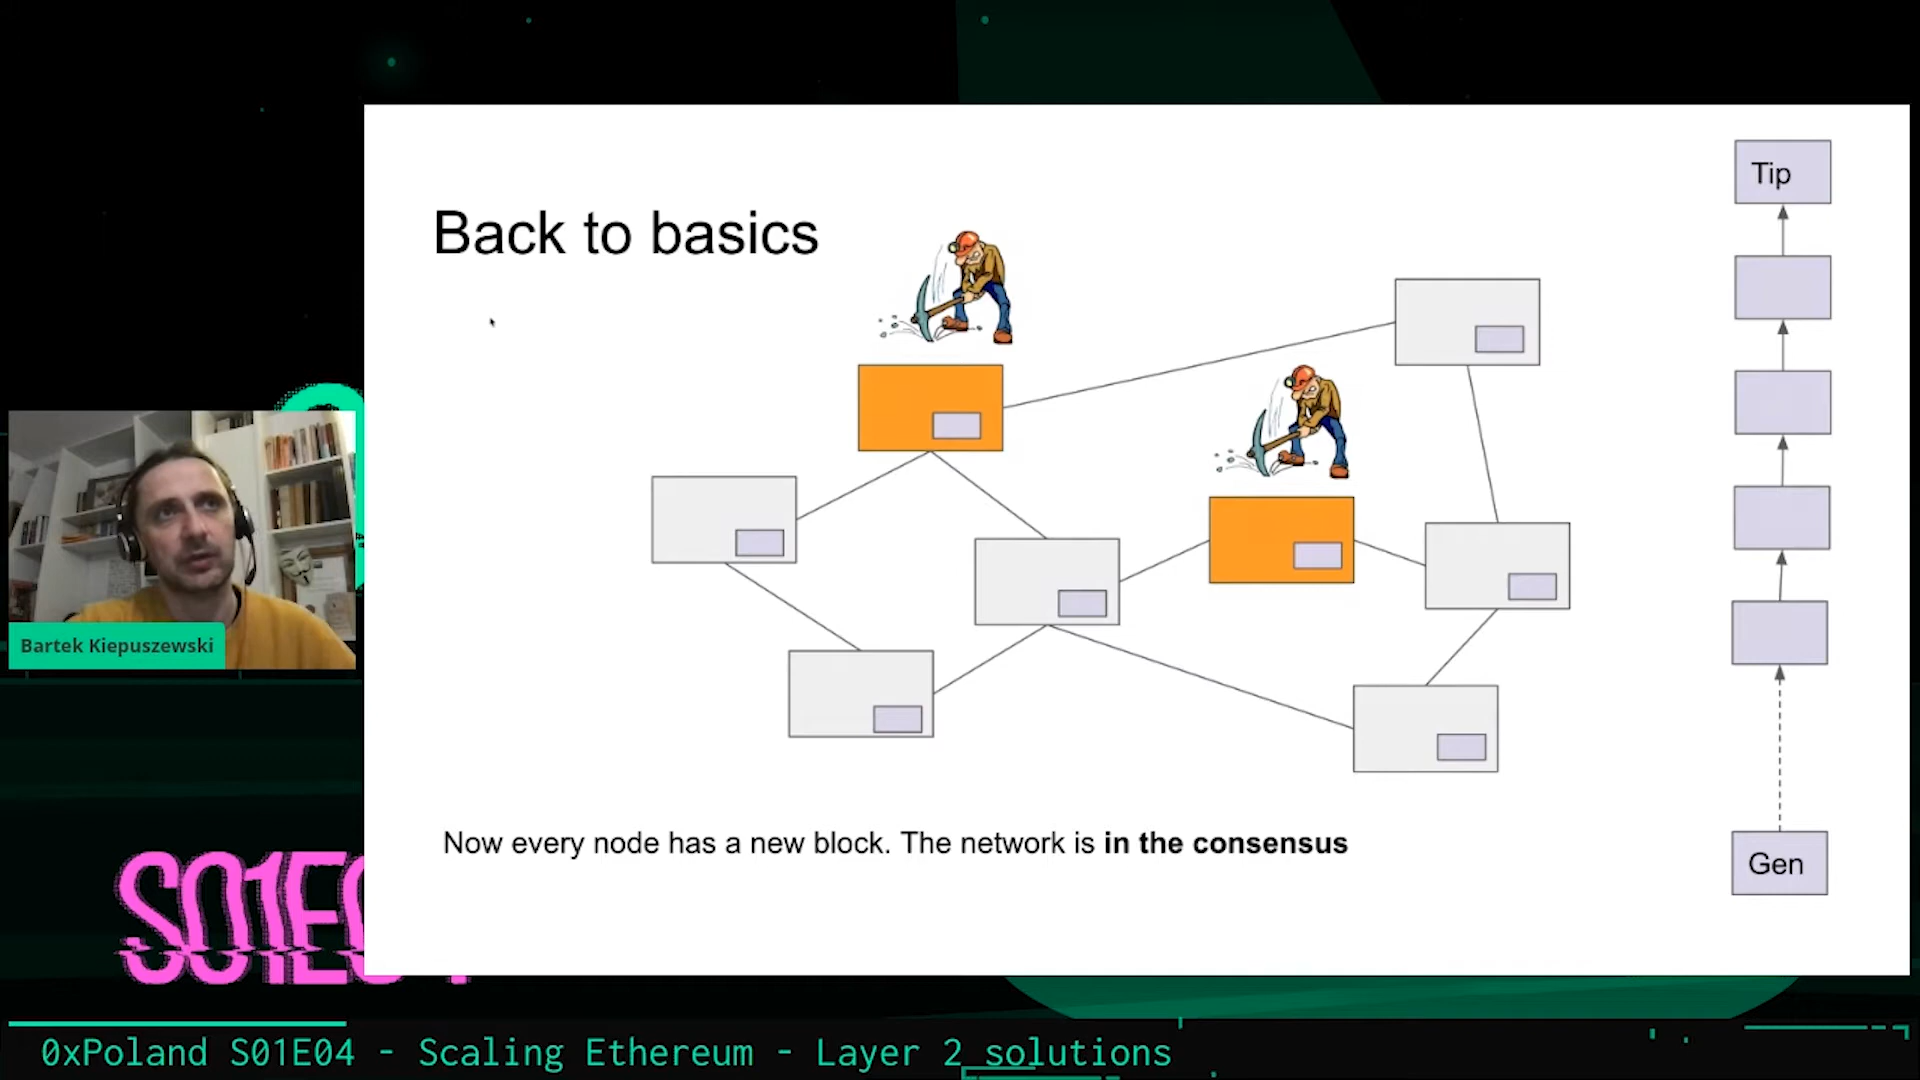 Back to basics
Tip
Bartek Kiepuszewski
Now every node has a new block. The network is in the consensus
Gen
0xPoland S01E04 - Scaling Ethereum - Layer 2 solutions